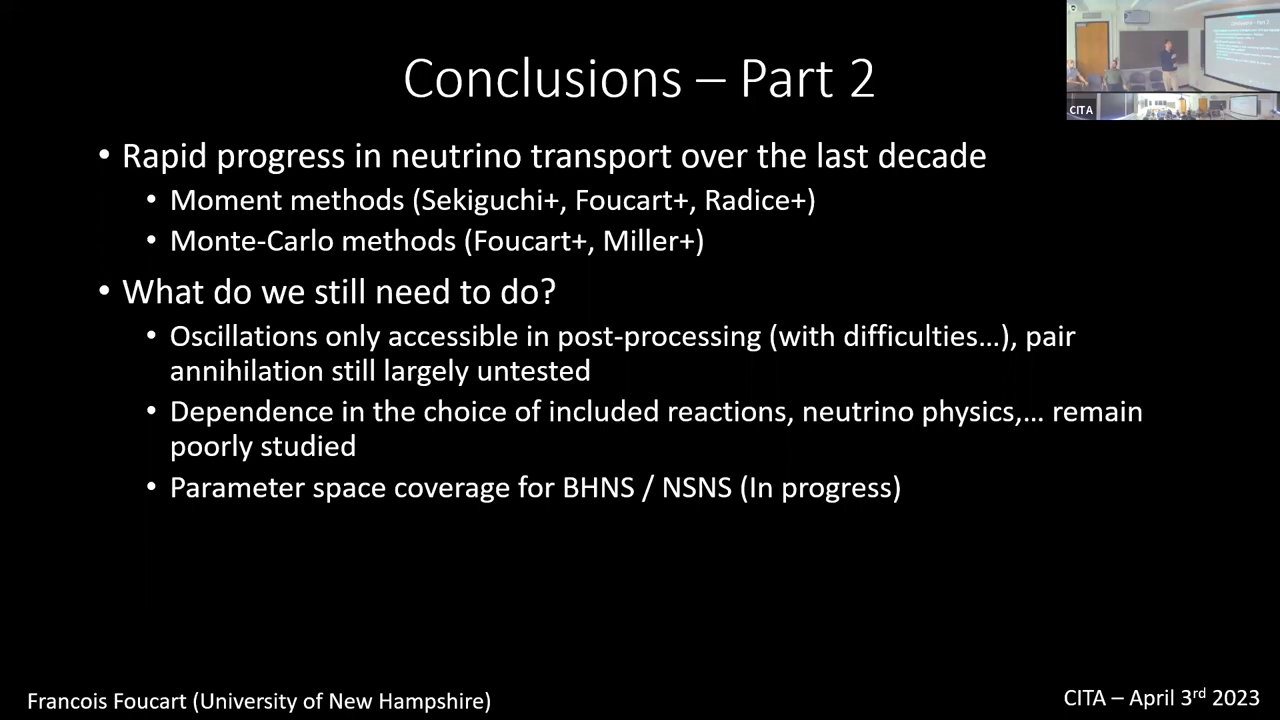 Conclusions – Part 2
CITA
• Rapid progress in neutrino transport over the last decade
• Moment methods (Sekiguchi+, Foucart+, Radice+)
• Monte-Carlo methods (Foucart+, Miller+)
• What do we still need to do?
• Oscillations only accessible in post-processing (with difficulties…), pair
annihilation still largely untested
• Dependence in the choice of included reactions, neutrino physics,… remain
poorly studied
• Parameter space coverage for BHNS / NSNS (In progress)
Francois Foucart (University of New Hampshire)
CITA – April 3rd 2023